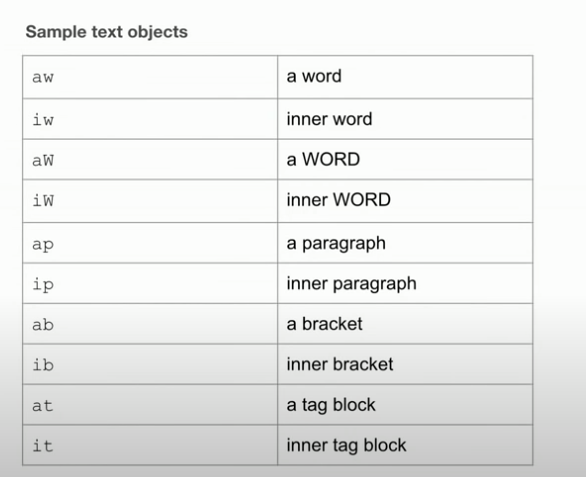 Sample text objects
aw a word
iw inner word
aW a WORD
iW inner WORD
ap a paragraph
ip inner paragraph
ab a bracket
ib inner bracket
at a tag block
it inner tag block